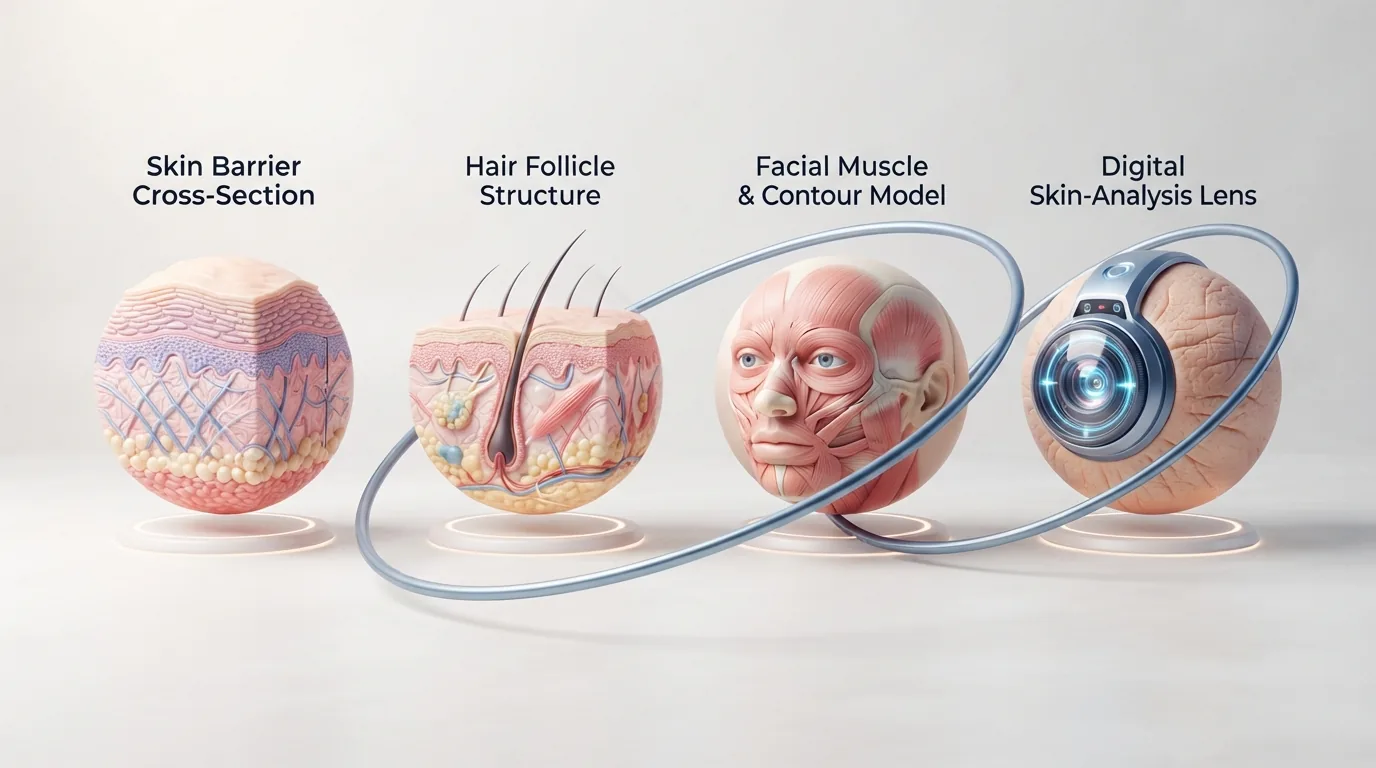 Skin Barrier
Cross-Section
Hair Follicle
Structure
Facial Muscle
& Contour Model
Digital
Skin-Analysis Lens